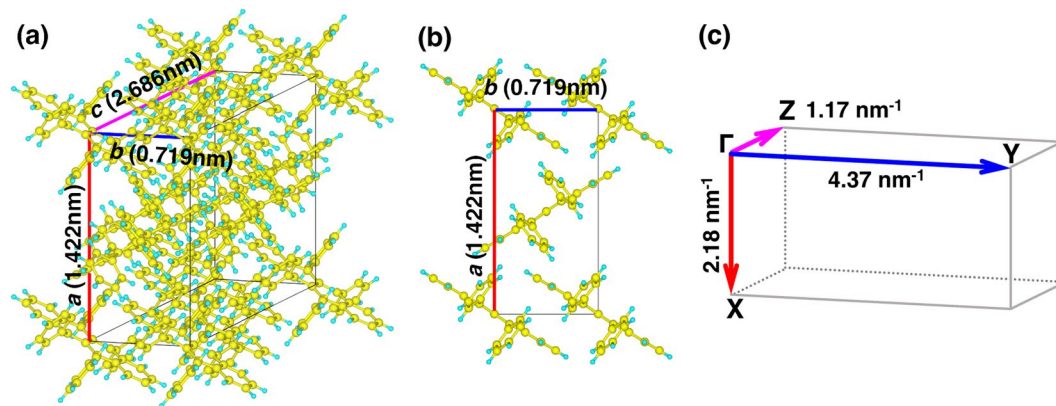 (a)
c (2.686nm)
b (0.719nm)
a (1.422nm)
(b)
b (0.719nm)
a (1.422nm)
(c)
Z 1.17 nm⁻¹
Γ
Y
4.37 nm⁻¹
2.18 nm⁻¹
X